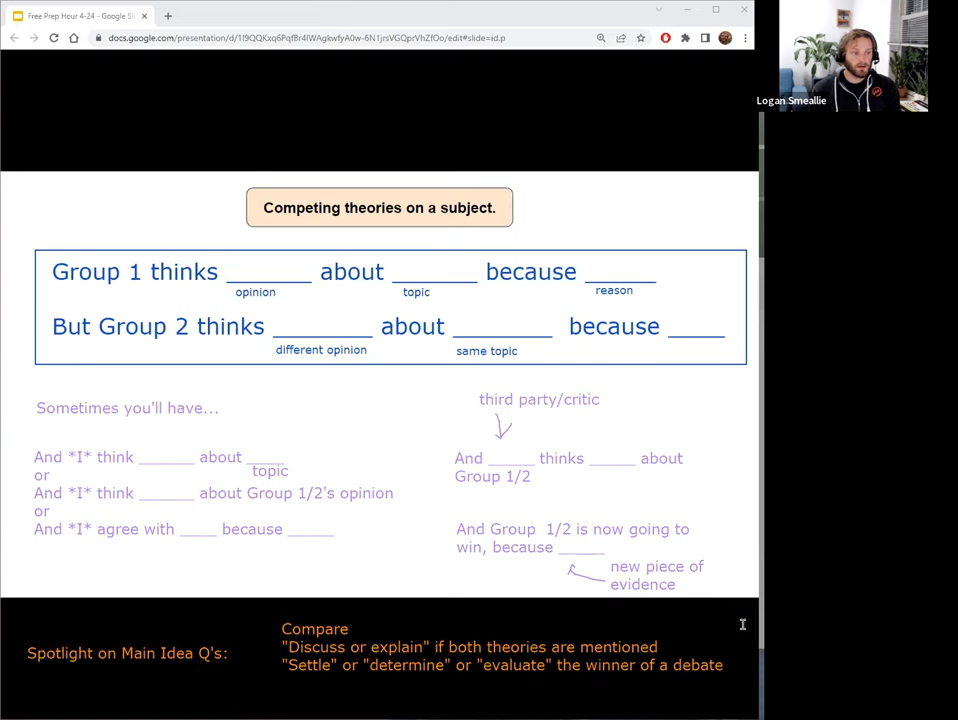 Free Prep Hour 4-24 - Google Sli
docs.google.com/presentation/d/1I9QQKxq6PqfBr4lWAgkwfyA0w-6N1jrsVGQprVhZfOo/edit#slide=id.p
Logan Smeallie
Competing theories on a subject.
Group 1 thinks ______ about ______ because _____
opinion topic reason
But Group 2 thinks _______ about _______ because ____
different opinion same topic
Sometimes you'll have...
third party/critic
And *I* think ______ about ____
topic
or
And *I* think ______ about Group 1/2's opinion
or
And *I* agree with ____ because _____
And _____ thinks _____ about
Group 1/2
And Group 1/2 is now going to
win, because _____
new piece of
evidence
Spotlight on Main Idea Q's:
Compare
"Discuss or explain" if both theories are mentioned
"Settle" or "determine" or "evaluate" the winner of a debate